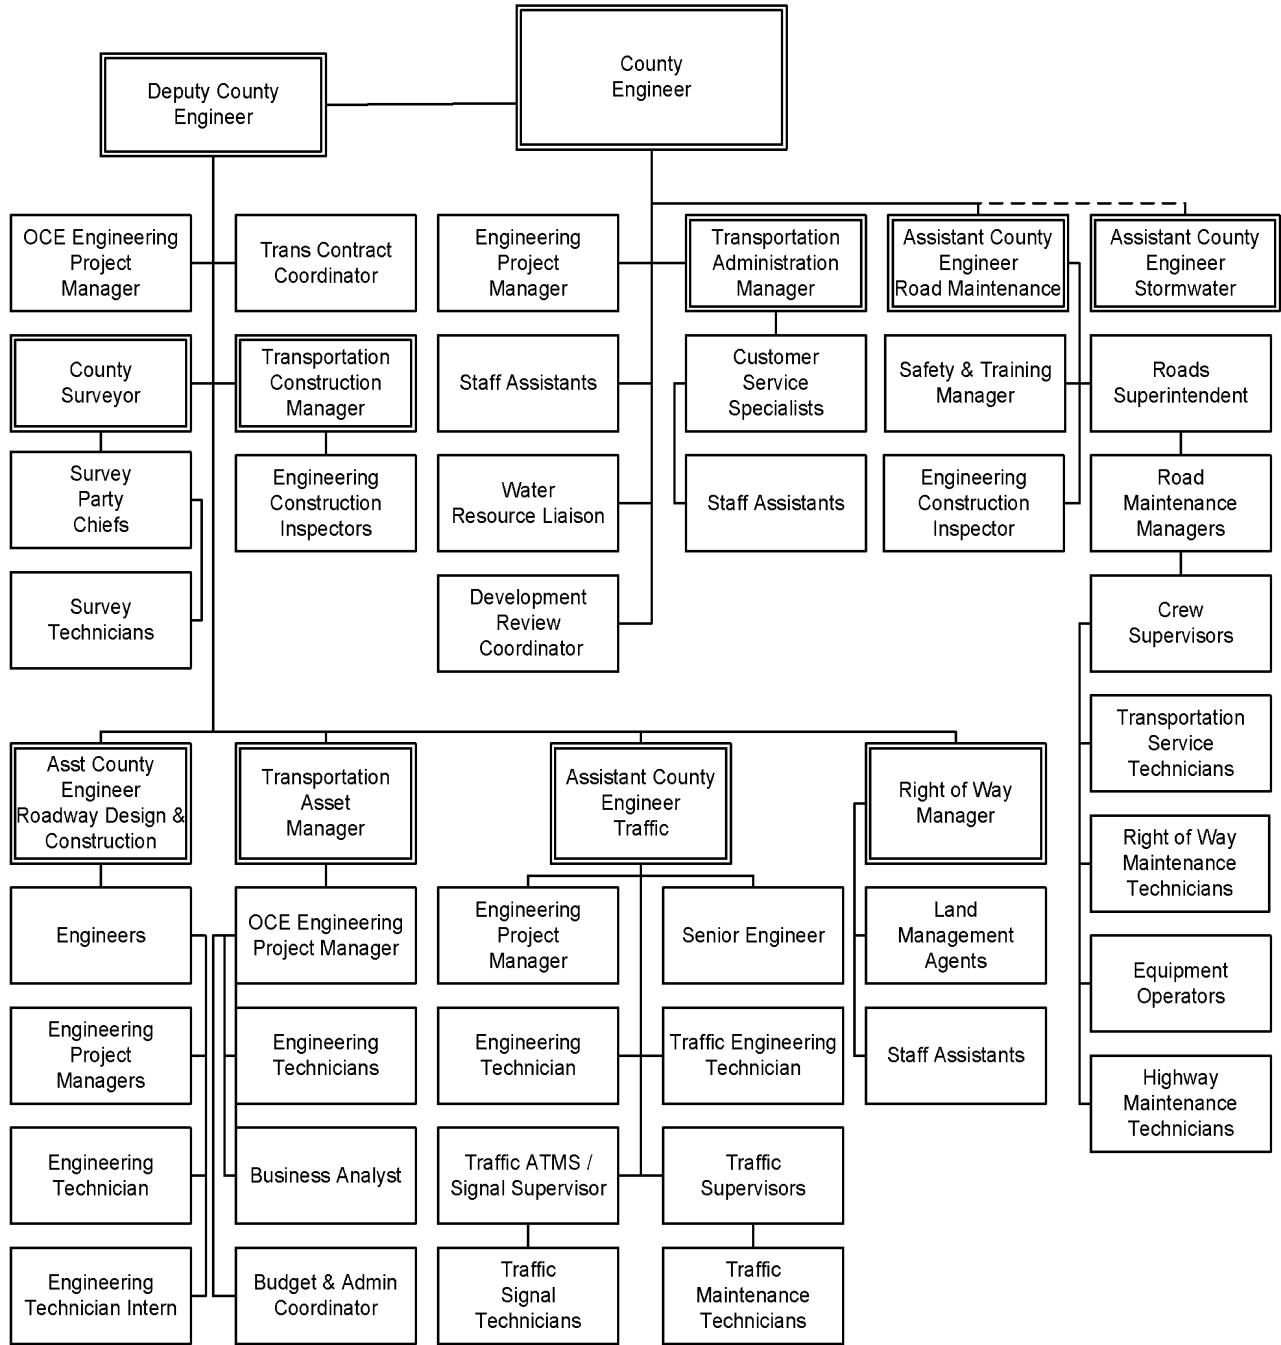 County
Engineer
Deputy County
Engineer
OCE Engineering
Project
Manager
Trans Contract
Coordinator
Engineering
Project
Manager
Transportation
Administration
Manager
Assistant County
Engineer
Road Maintenance
Assistant County
Engineer
Stormwater
County
Surveyor
Transportation
Construction
Manager
Staff Assistants
Customer
Service
Specialists
Safety & Training
Manager
Roads
Superintendent
Survey
Party
Chiefs
Engineering
Construction
Inspectors
Water
Resource Liaison
Staff Assistants
Engineering
Construction
Inspector
Road
Maintenance
Managers
Survey
Technicians
Development
Review
Coordinator
Crew
Supervisors
Transportation
Service
Technicians
Asst County
Engineer
Roadway Design &
Construction
Transportation
Asset
Manager
Assistant County
Engineer
Traffic
Right of Way
Manager
Right of Way
Maintenance
Technicians
Engineers
OCE Engineering
Project Manager
Engineering
Project
Manager
Senior Engineer
Land
Management
Agents
Equipment
Operators
Engineering
Project
Managers
Engineering
Technicians
Engineering
Technician
Traffic Engineering
Technician
Staff Assistants
Highway
Maintenance
Technicians
Engineering
Technician
Business Analyst
Traffic ATMS /
Signal Supervisor
Traffic
Supervisors
Engineering
Technician Intern
Budget & Admin
Coordinator
Traffic
Signal
Technicians
Traffic
Maintenance
Technicians